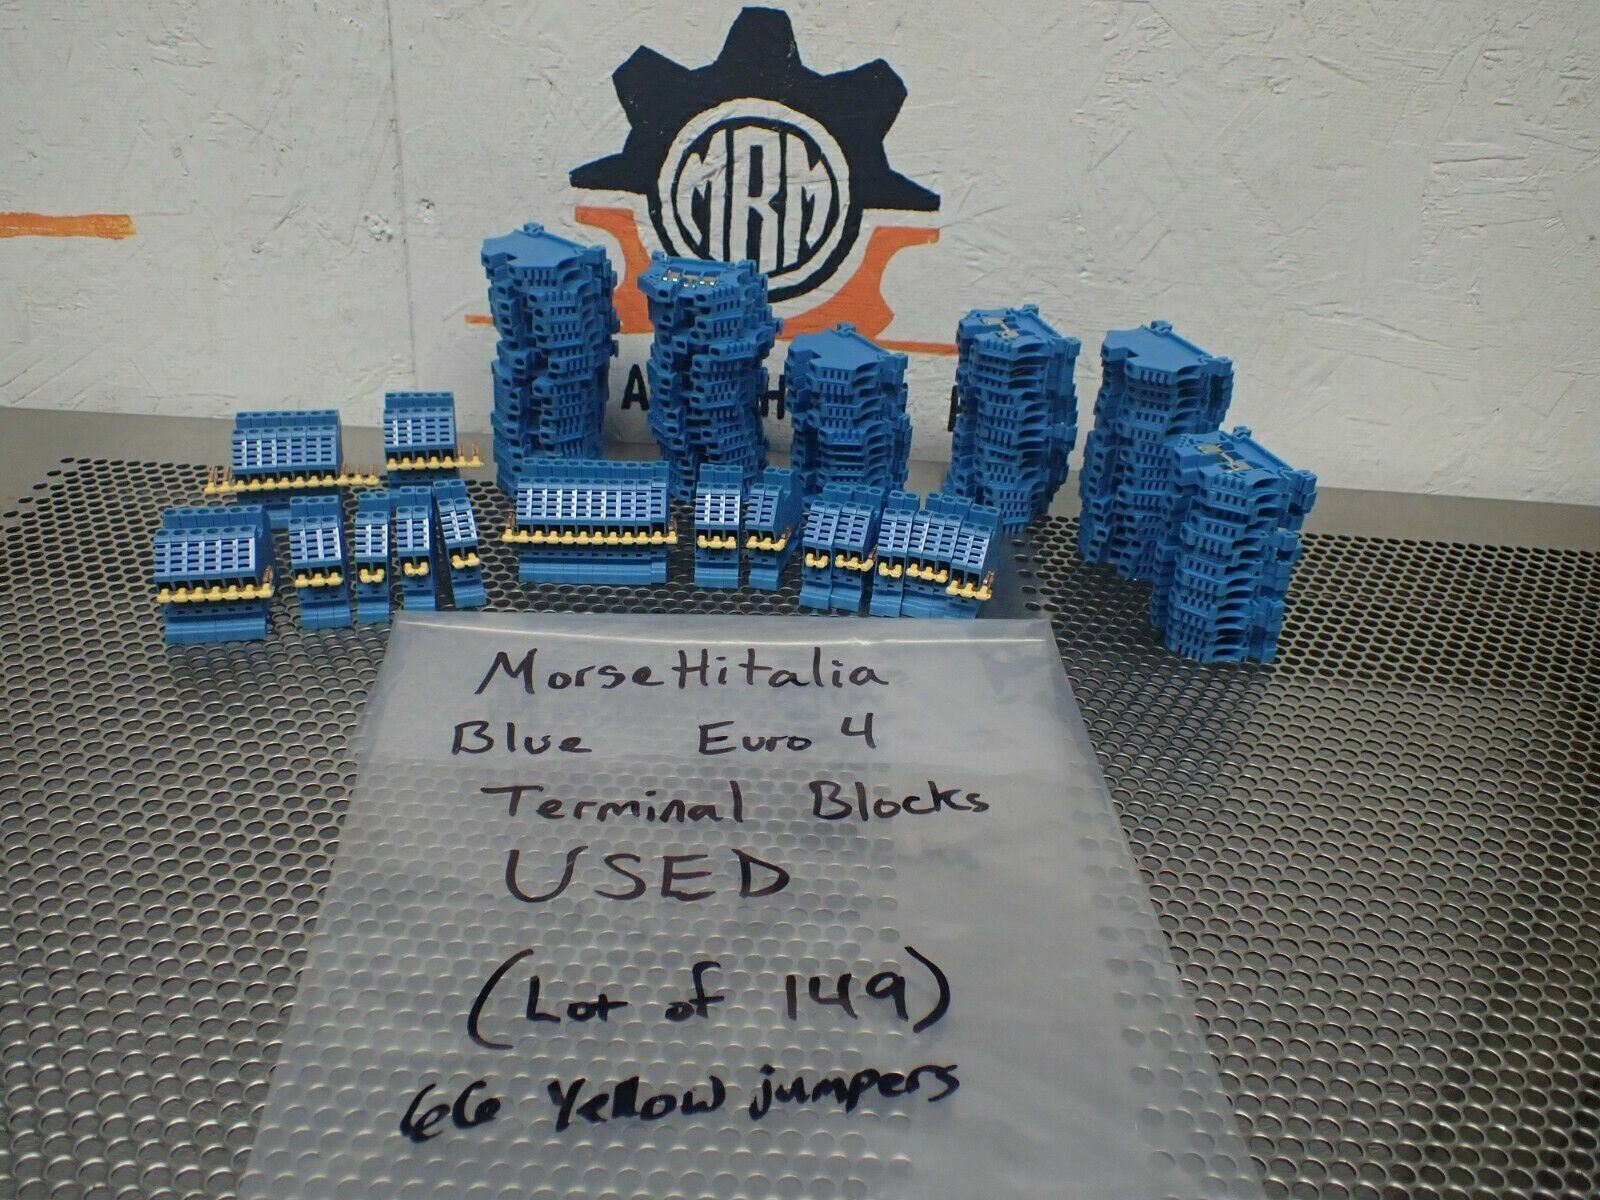 MRM
MorseHitalia
Blue Euro 4
Terminal Blocks
USED
(Lot of 149)
66 Yellow jumpers